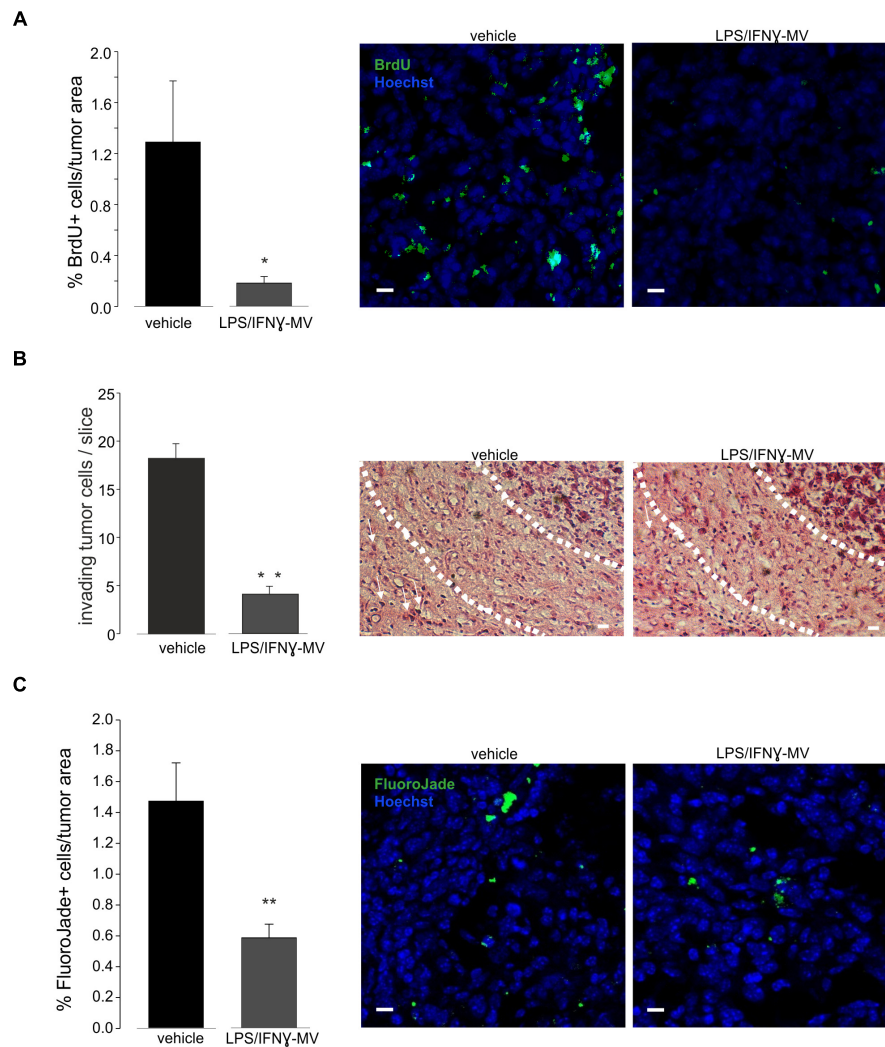 A
vehicle
LPS/IFNɣ-MV
2.0
1.6
1.2
0.8
0.4
0.0
% BrdU+ cells/tumor area
*
vehicle
LPS/IFNɣ-MV
BrdU
Hoechst
B
25
20
15
10
5
0
invading tumor cells / slice
* *
vehicle
LPS/IFNɣ-MV
vehicle
LPS/IFNɣ-MV
C
2.0
1.8
1.6
1.4
1.2
1.0
0.8
0.6
0.4
0.2
0.0
% FluoroJade+ cells/tumor area
**
vehicle
LPS/IFNɣ-MV
vehicle
LPS/IFNɣ-MV
FluoroJade
Hoechst